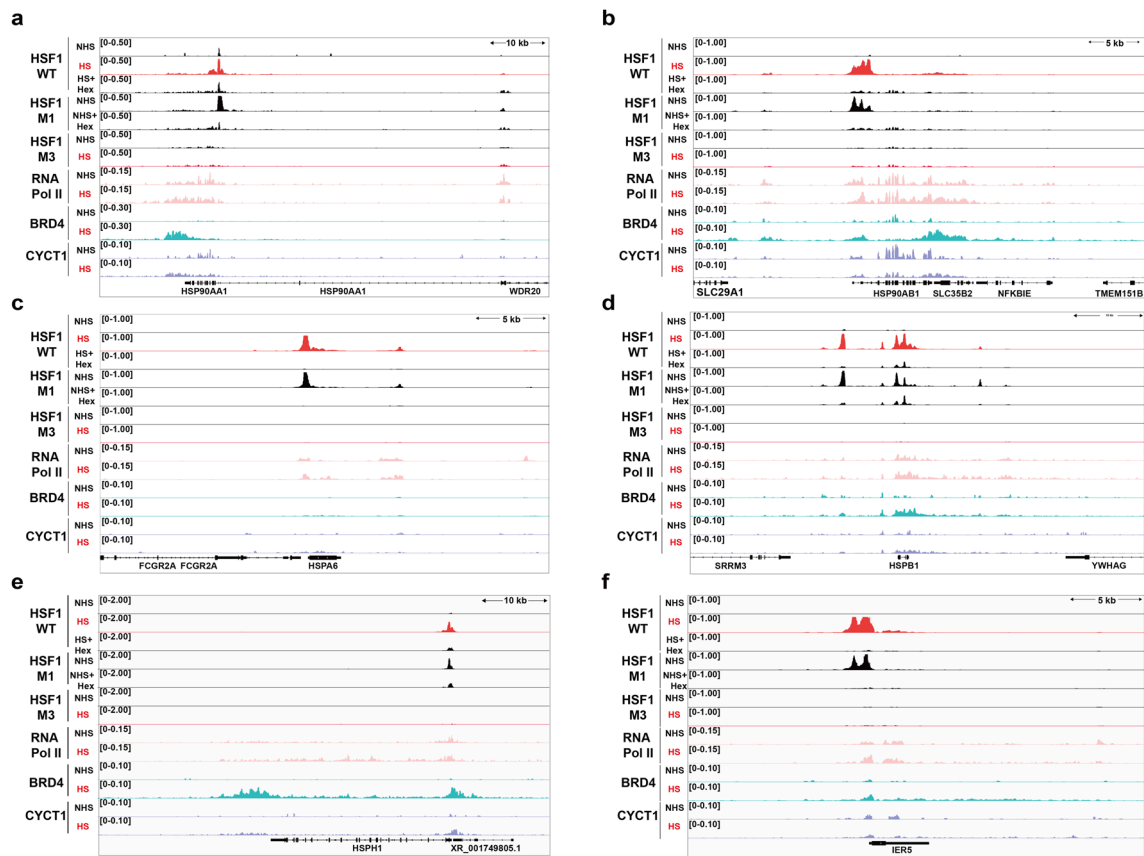 a
10 kb
HSF1 WT
NHS [0-0.50]
HS [0-0.50]
HS+ Hex [0-0.50]
HSF1 M1
NHS [0-0.50]
NHS+ Hex [0-0.50]
HSF1 M3
NHS [0-0.50]
HS [0-0.50]
RNA Pol II
NHS [0-0.15]
HS [0-0.15]
BRD4
NHS [0-0.30]
HS [0-0.30]
CYCT1
NHS [0-0.10]
HS [0-0.10]
HSP90AA1 HSP90AA1 WDR20
b
5 kb
HSF1 WT
NHS [0-1.00]
HS [0-1.00]
HS+ Hex [0-1.00]
HSF1 M1
NHS [0-1.00]
NHS+ Hex [0-1.00]
HSF1 M3
NHS [0-1.00]
HS [0-1.00]
RNA Pol II
NHS [0-0.15]
HS [0-0.15]
BRD4
NHS [0-0.10]
HS [0-0.10]
CYCT1
NHS [0-0.10]
HS [0-0.10]
SLC29A1 HSP90AB1 SLC35B2 NFKBIE TMEM151B
c
5 kb
HSF1 WT
NHS [0-1.00]
HS [0-1.00]
HS+ Hex [0-1.00]
HSF1 M1
NHS [0-1.00]
NHS+ Hex [0-1.00]
HSF1 M3
NHS [0-1.00]
HS [0-1.00]
RNA Pol II
NHS [0-0.15]
HS [0-0.15]
BRD4
NHS [0-0.10]
HS [0-0.10]
CYCT1
NHS [0-0.10]
HS [0-0.10]
FCGR2A FCGR2A HSPA6
d
HSF1 WT
NHS [0-1.00]
HS [0-1.00]
HS+ Hex [0-1.00]
HSF1 M1
NHS [0-1.00]
NHS+ Hex [0-1.00]
HSF1 M3
NHS [0-1.00]
HS [0-1.00]
RNA Pol II
NHS [0-0.15]
HS [0-0.15]
BRD4
NHS [0-0.10]
HS [0-0.10]
CYCT1
NHS [0-0.10]
HS [0-0.10]
SRRM3 HSPB1 YWHAG
e
10 kb
HSF1 WT
NHS [0-2.00]
HS [0-2.00]
HS+ Hex [0-2.00]
HSF1 M1
NHS [0-2.00]
NHS+ Hex [0-2.00]
HSF1 M3
NHS [0-2.00]
HS [0-2.00]
RNA Pol II
NHS [0-0.15]
HS [0-0.15]
BRD4
NHS [0-0.10]
HS [0-0.10]
CYCT1
NHS [0-0.10]
HS [0-0.10]
HSPH1 XR_001749805.1
f
5 kb
HSF1 WT
NHS [0-1.00]
HS [0-1.00]
HS+ Hex [0-1.00]
HSF1 M1
NHS [0-1.00]
NHS+ Hex [0-1.00]
HSF1 M3
NHS [0-1.00]
HS [0-1.00]
RNA Pol II
NHS [0-0.15]
HS [0-0.15]
BRD4
NHS [0-0.10]
HS [0-0.10]
CYCT1
NHS [0-0.10]
HS [0-0.10]
IER5